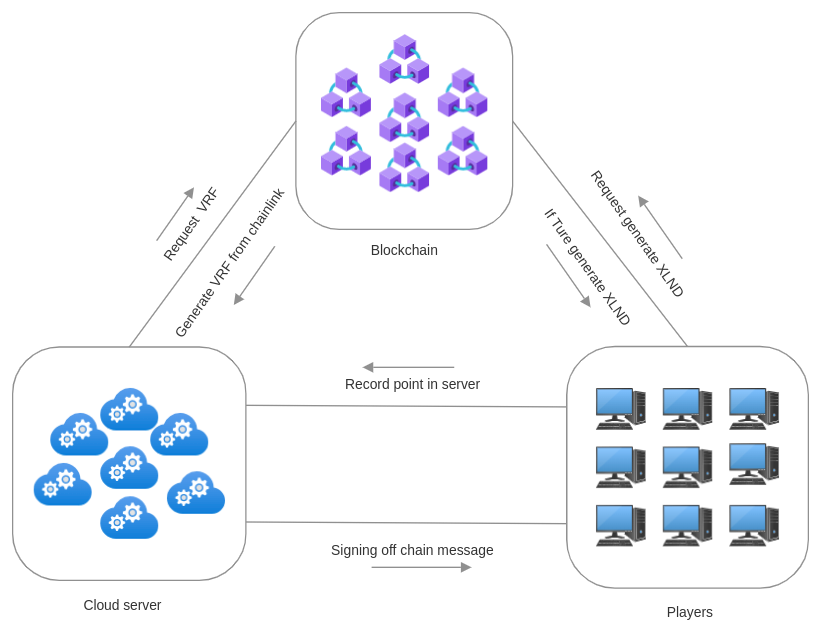 Blockchain
Request VRF
Generate VRF from chainlink
If Ture generate XLND
Request generate XLND
Record point in server
Signing off chain message
Cloud server
Players